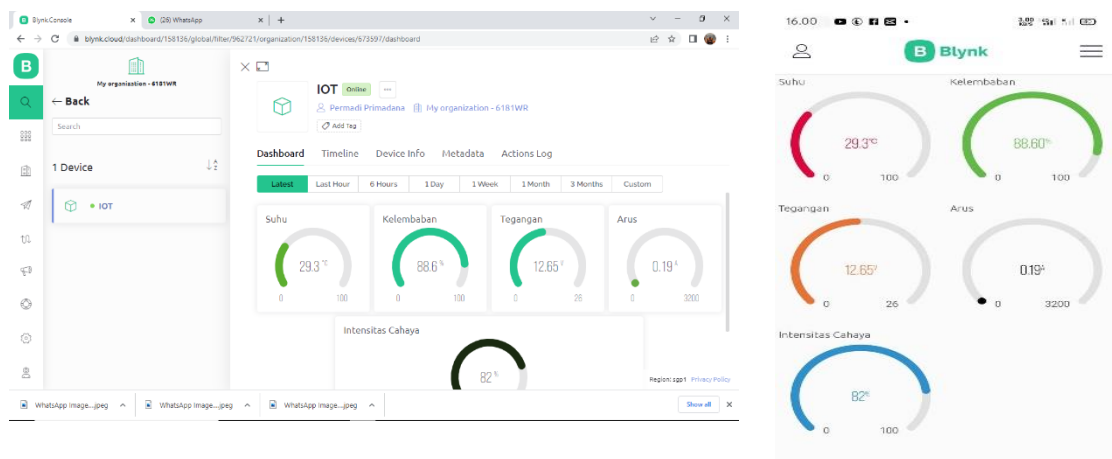 Blynk.Console
(26) WhatsApp
blynk.cloud/dashboard/158136/global/filter/962721/organization/158136/devices/673597/dashboard
B
My organization - 6181WR
← Back
Search
1 Device
IOT
IOT Online
Permadi Primadana My organization - 6181WR
Add Tag
Dashboard Timeline Device Info Metadata Actions Log
Latest Last Hour 6 Hours 1 Day 1 Week 1 Month 3 Months Custom
Suhu Kelembaban Tegangan Arus
29.3 °C 88.6 % 12.65 V 0.19 A
0 100 0 100 0 26 0 3200
Intensitas Cahaya
82 %
Region: sgp1 Privacy Policy
WhatsApp Image...jpeg WhatsApp Image...jpeg WhatsApp Image...jpeg Show all
16.00
B Blynk
Suhu Kelembaban
29.3°C 88.60%
0 100 0 100
Tegangan Arus
12.65V 0.19A
0 26 0 3200
Intensitas Cahaya
82%
0 100